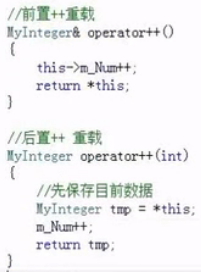 //前置++重载
MyInteger& operator++()
{
    this->m_Num++;
    return *this;
}
//后置++ 重载
MyInteger operator++(int)
{
    //先保存目前数据
    MyInteger tmp = *this;
    m_Num++;
    return tmp;
}